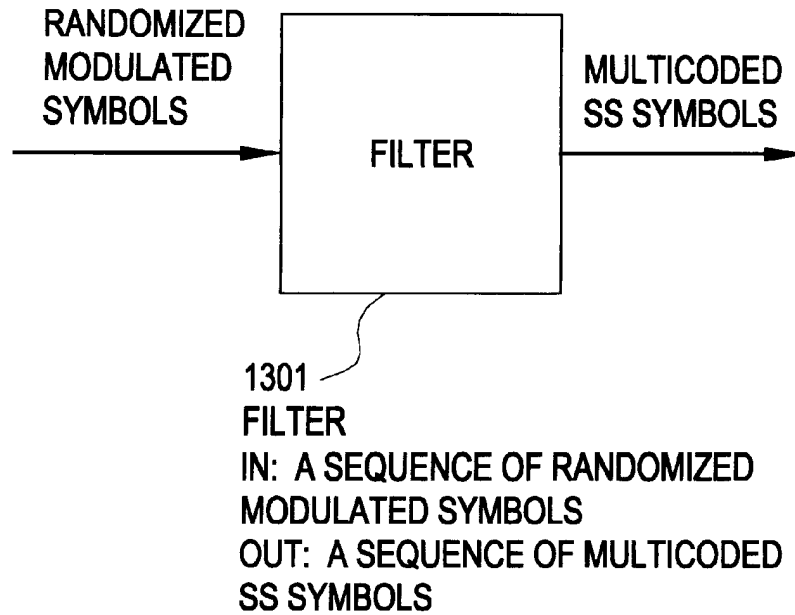 RANDOMIZED
MODULATED
SYMBOLS
MULTICODED
SS SYMBOLS
FILTER
1301
FILTER
IN: A SEQUENCE OF RANDOMIZED
MODULATED SYMBOLS
OUT: A SEQUENCE OF MULTICODED
SS SYMBOLS